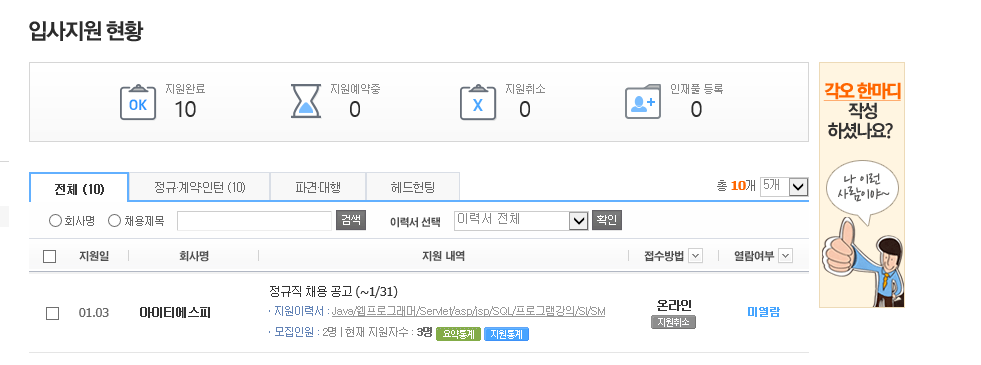 입사지원 현황
OK 지원완료 10
지원예약중 0
X 지원취소 0
인재풀 등록 0
각오 한마디
작성
하셨나요?
나 이런
사람이야~
전체 (10) 정규·계약인턴 (10) 파견·대행 헤드헌팅 총 10개 5개
회사명 채용제목 검색 이력서 선택 이력서 전체 확인
지원일 회사명 지원 내역 접수방법 열람여부
01.03 아이티에스피 정규직 채용 공고 (~1/31) 온라인 미열람
· 지원이력서 : Java/웹프로그래머/Servlet/asp/jsp/SQL/프로그램강의/SI/SM 지원취소
· 모집인원 : 2명 | 현재 지원자수 : 3명 요약통계 지원통계